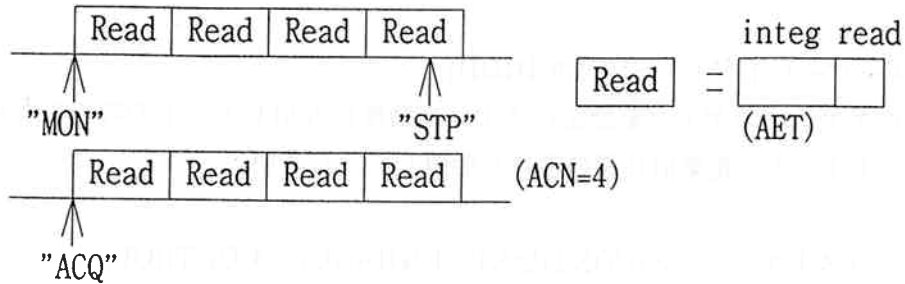 Read Read Read Read
integ read
Read =
"MON" "STP" (AET)
Read Read Read Read (ACN=4)
"ACQ"